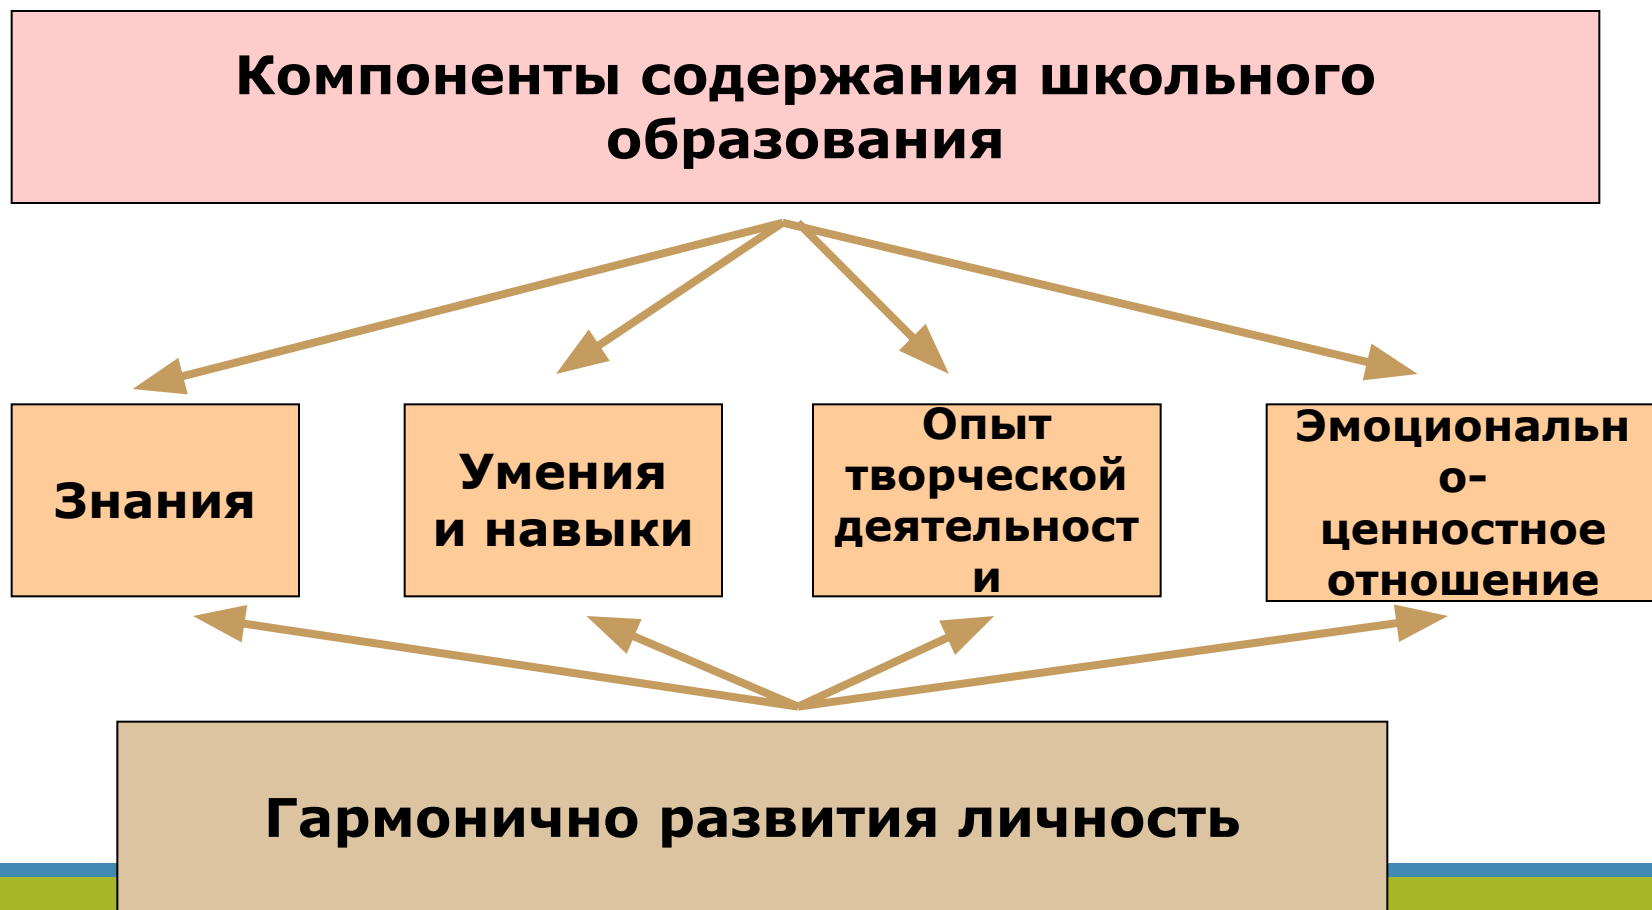 Компоненты содержания школьного
образования
Знания
Умения
и навыки
Опыт
творческой
деятельност
и
Эмоциональн
о-
ценностное
отношение
Гармонично развития личность